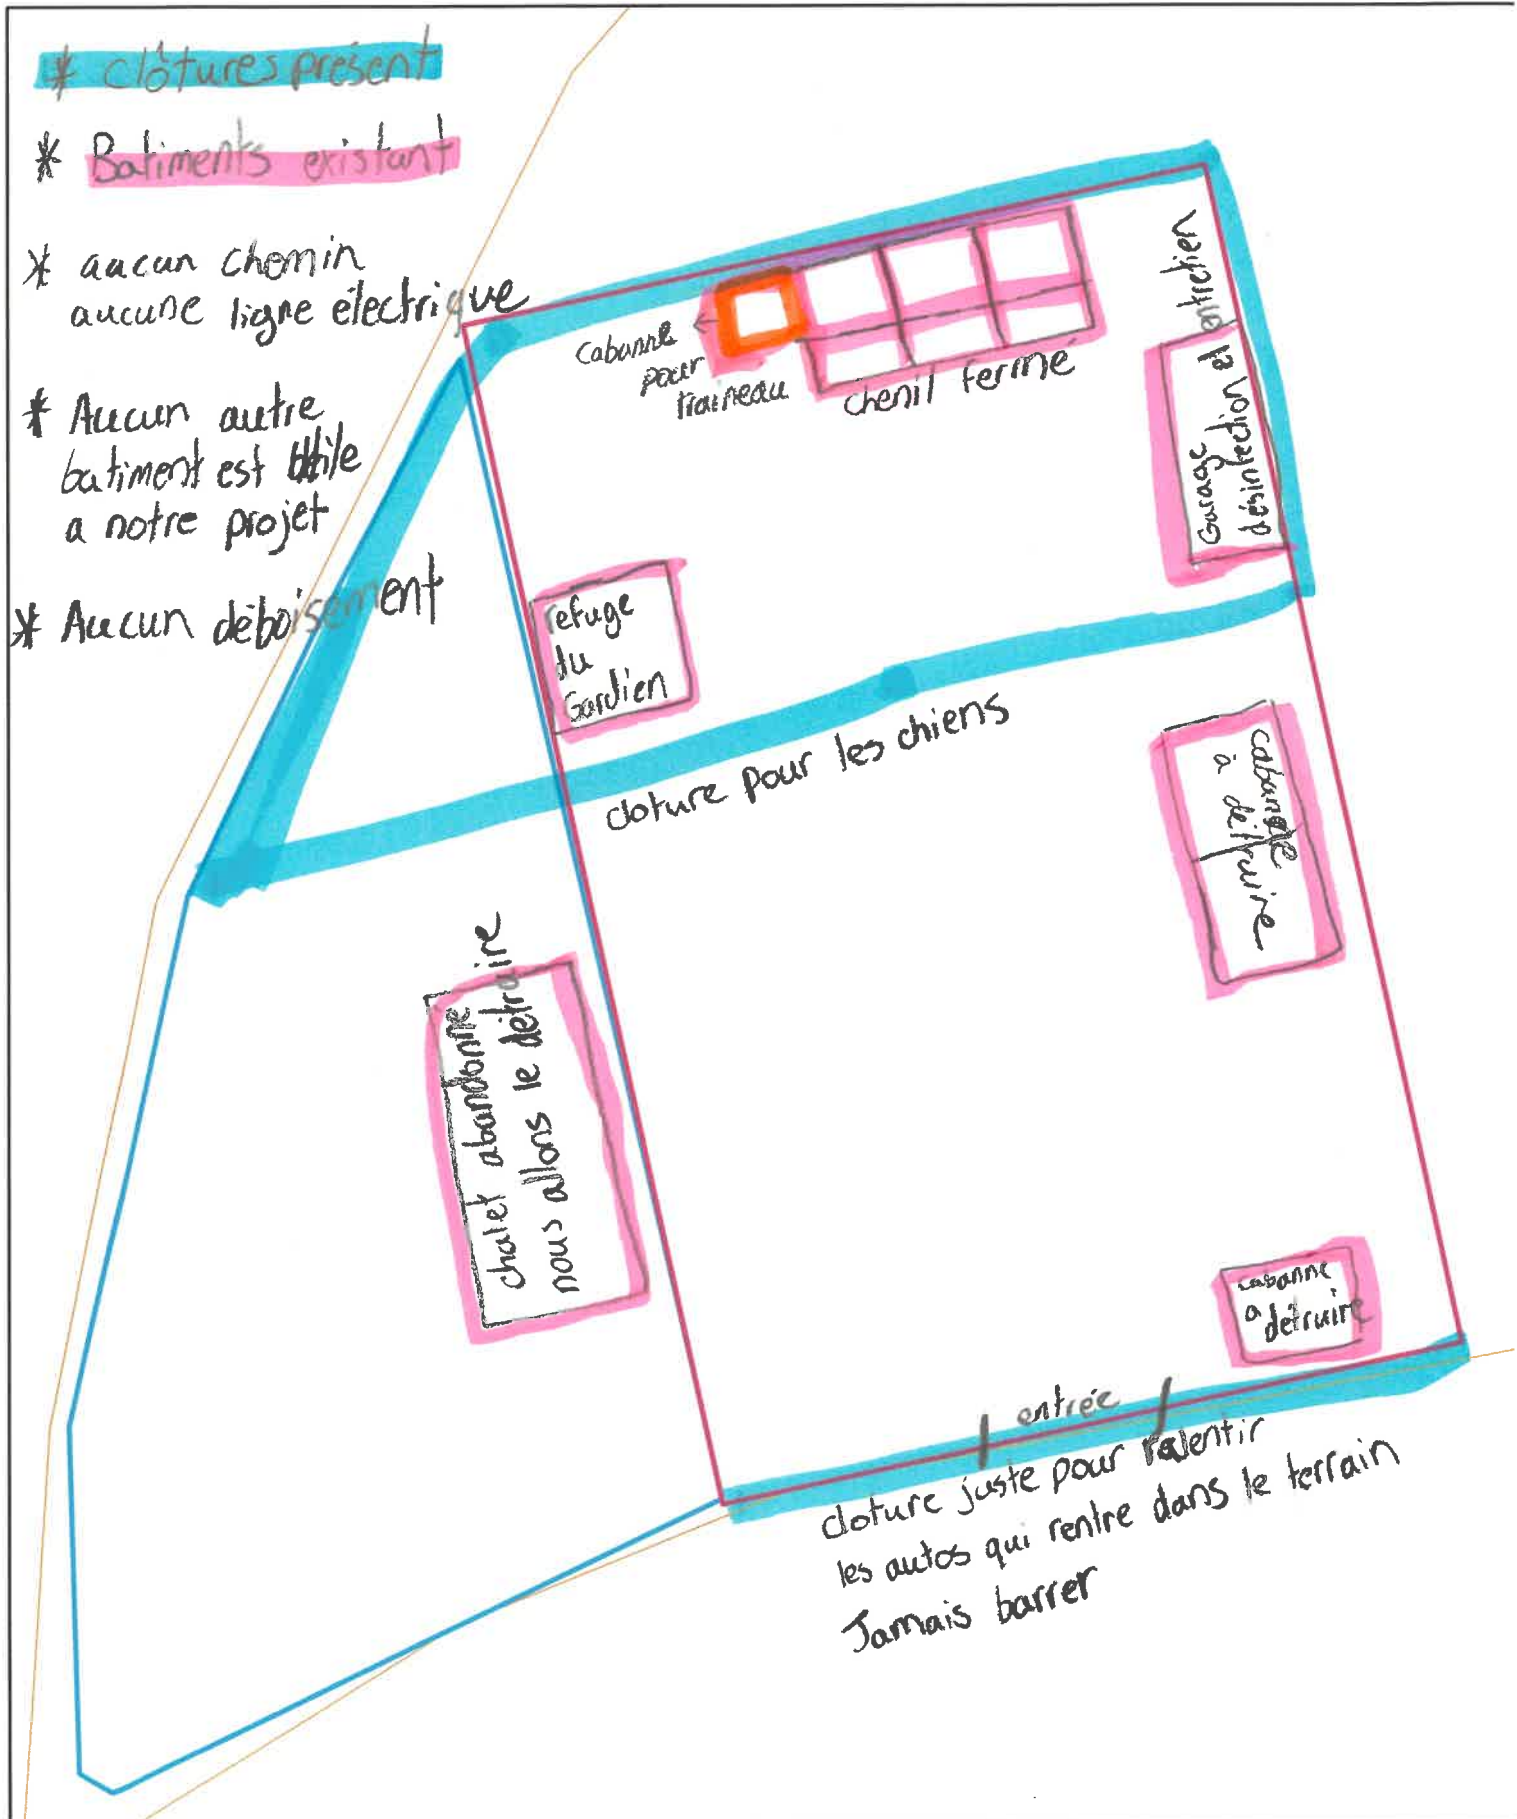 * clôtures présent
* Batiments existant
* aucun chemin
aucune ligne électrique
* Aucun autre
batiment est utile
a notre projet
* Aucun déboisement
cabanne
pour
traineau
chenil fermé
Garage et entretien
désinfection
refuge
du
Gardien
cloture pour les chiens
cabanne
à détruire
chalet abandonné
nous allons le détruire
cabanne
a détruire
entrée
cloture juste pour ralentir
les autos qui rentre dans le terrain
Jamais barrer